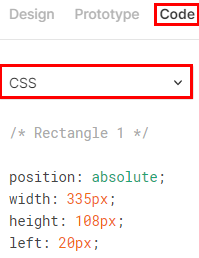 Design Prototype Code
CSS
/* Rectangle 1 */
position: absolute;
width: 335px;
height: 108px;
left: 20px;